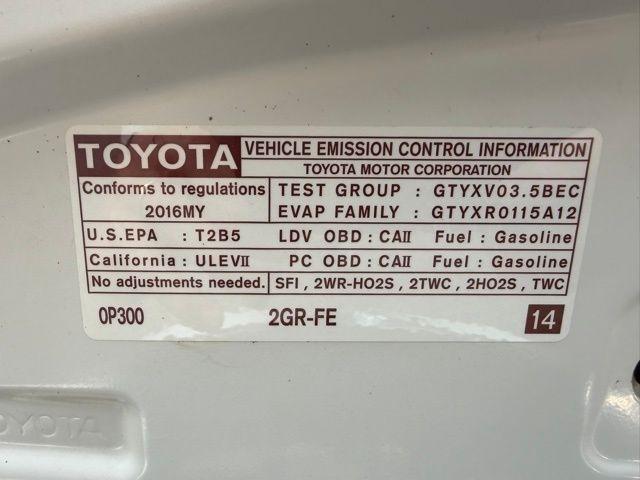 TOYOTA
VEHICLE EMISSION CONTROL INFORMATION
TOYOTA MOTOR CORPORATION
Conforms to regulations
2016MY
TEST GROUP : GTYXV03.5BEC
EVAP FAMILY : GTYXR0115A12
U.S.EPA : T2B5 LDV OBD : CAII Fuel : Gasoline
California : ULEVII PC OBD : CAII Fuel : Gasoline
No adjustments needed. SFI , 2WR-HO2S , 2TWC , 2HO2S , TWC
0P300 2GR-FE 14
TOYOTA